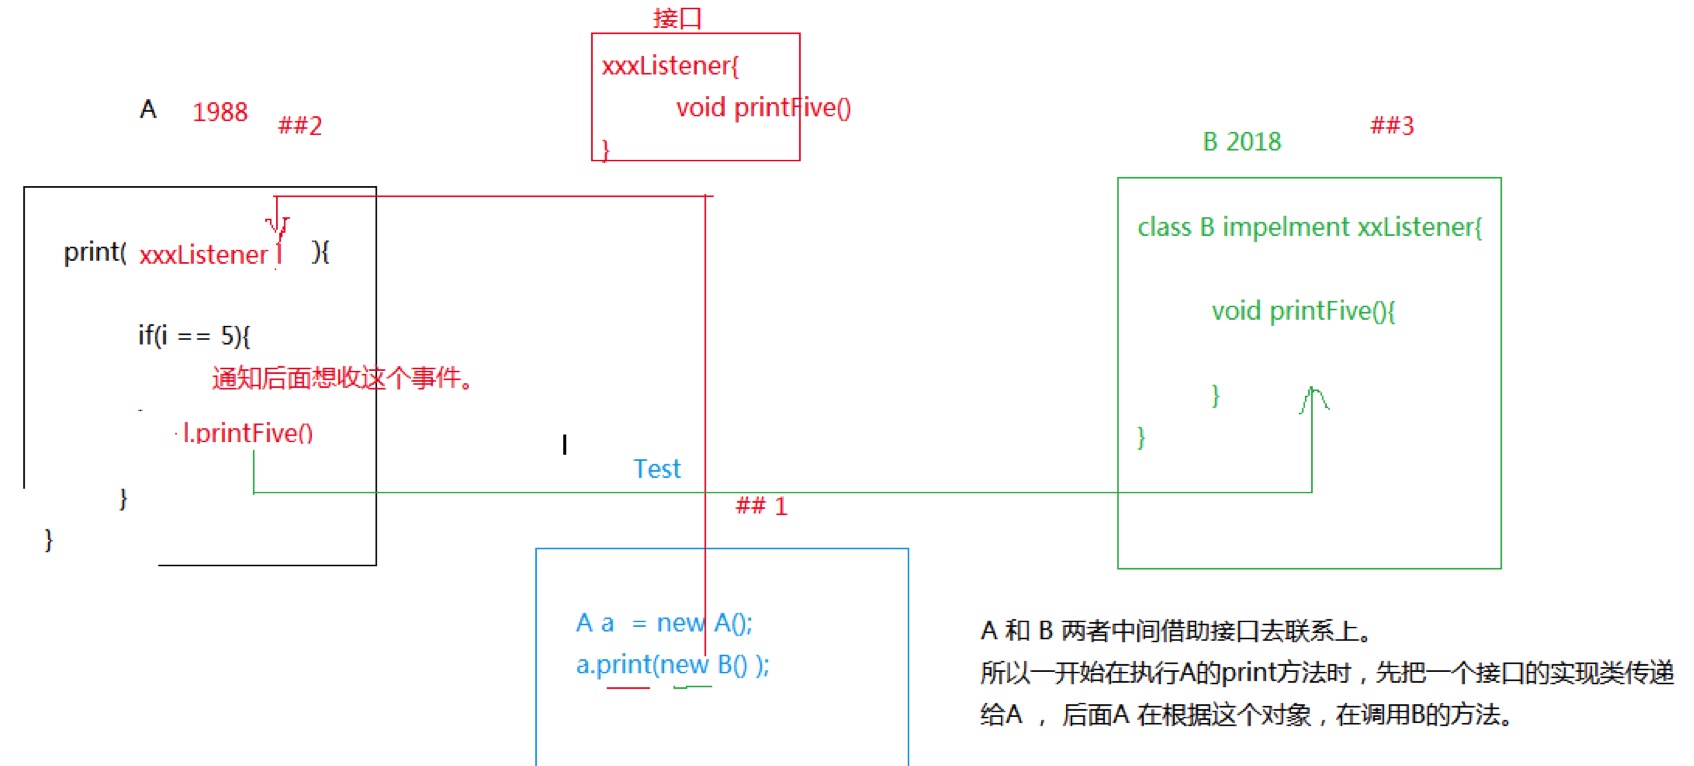 接口
xxxListener{
void printFive()
}
A 1988 ##2
print( xxxListener l ){
if(i == 5){
通知后面想收这个事件。
l.printFive()
}
}
B 2018 ##3
class B impelment xxListener{
void printFive(){
}
}
Test
## 1
A a = new A();
a.print(new B() );
A 和 B 两者中间借助接口去联系上。
所以一开始在执行A的print方法时，先把一个接口的实现类传递
给A ， 后面A 在根据这个对象，在调用B的方法。